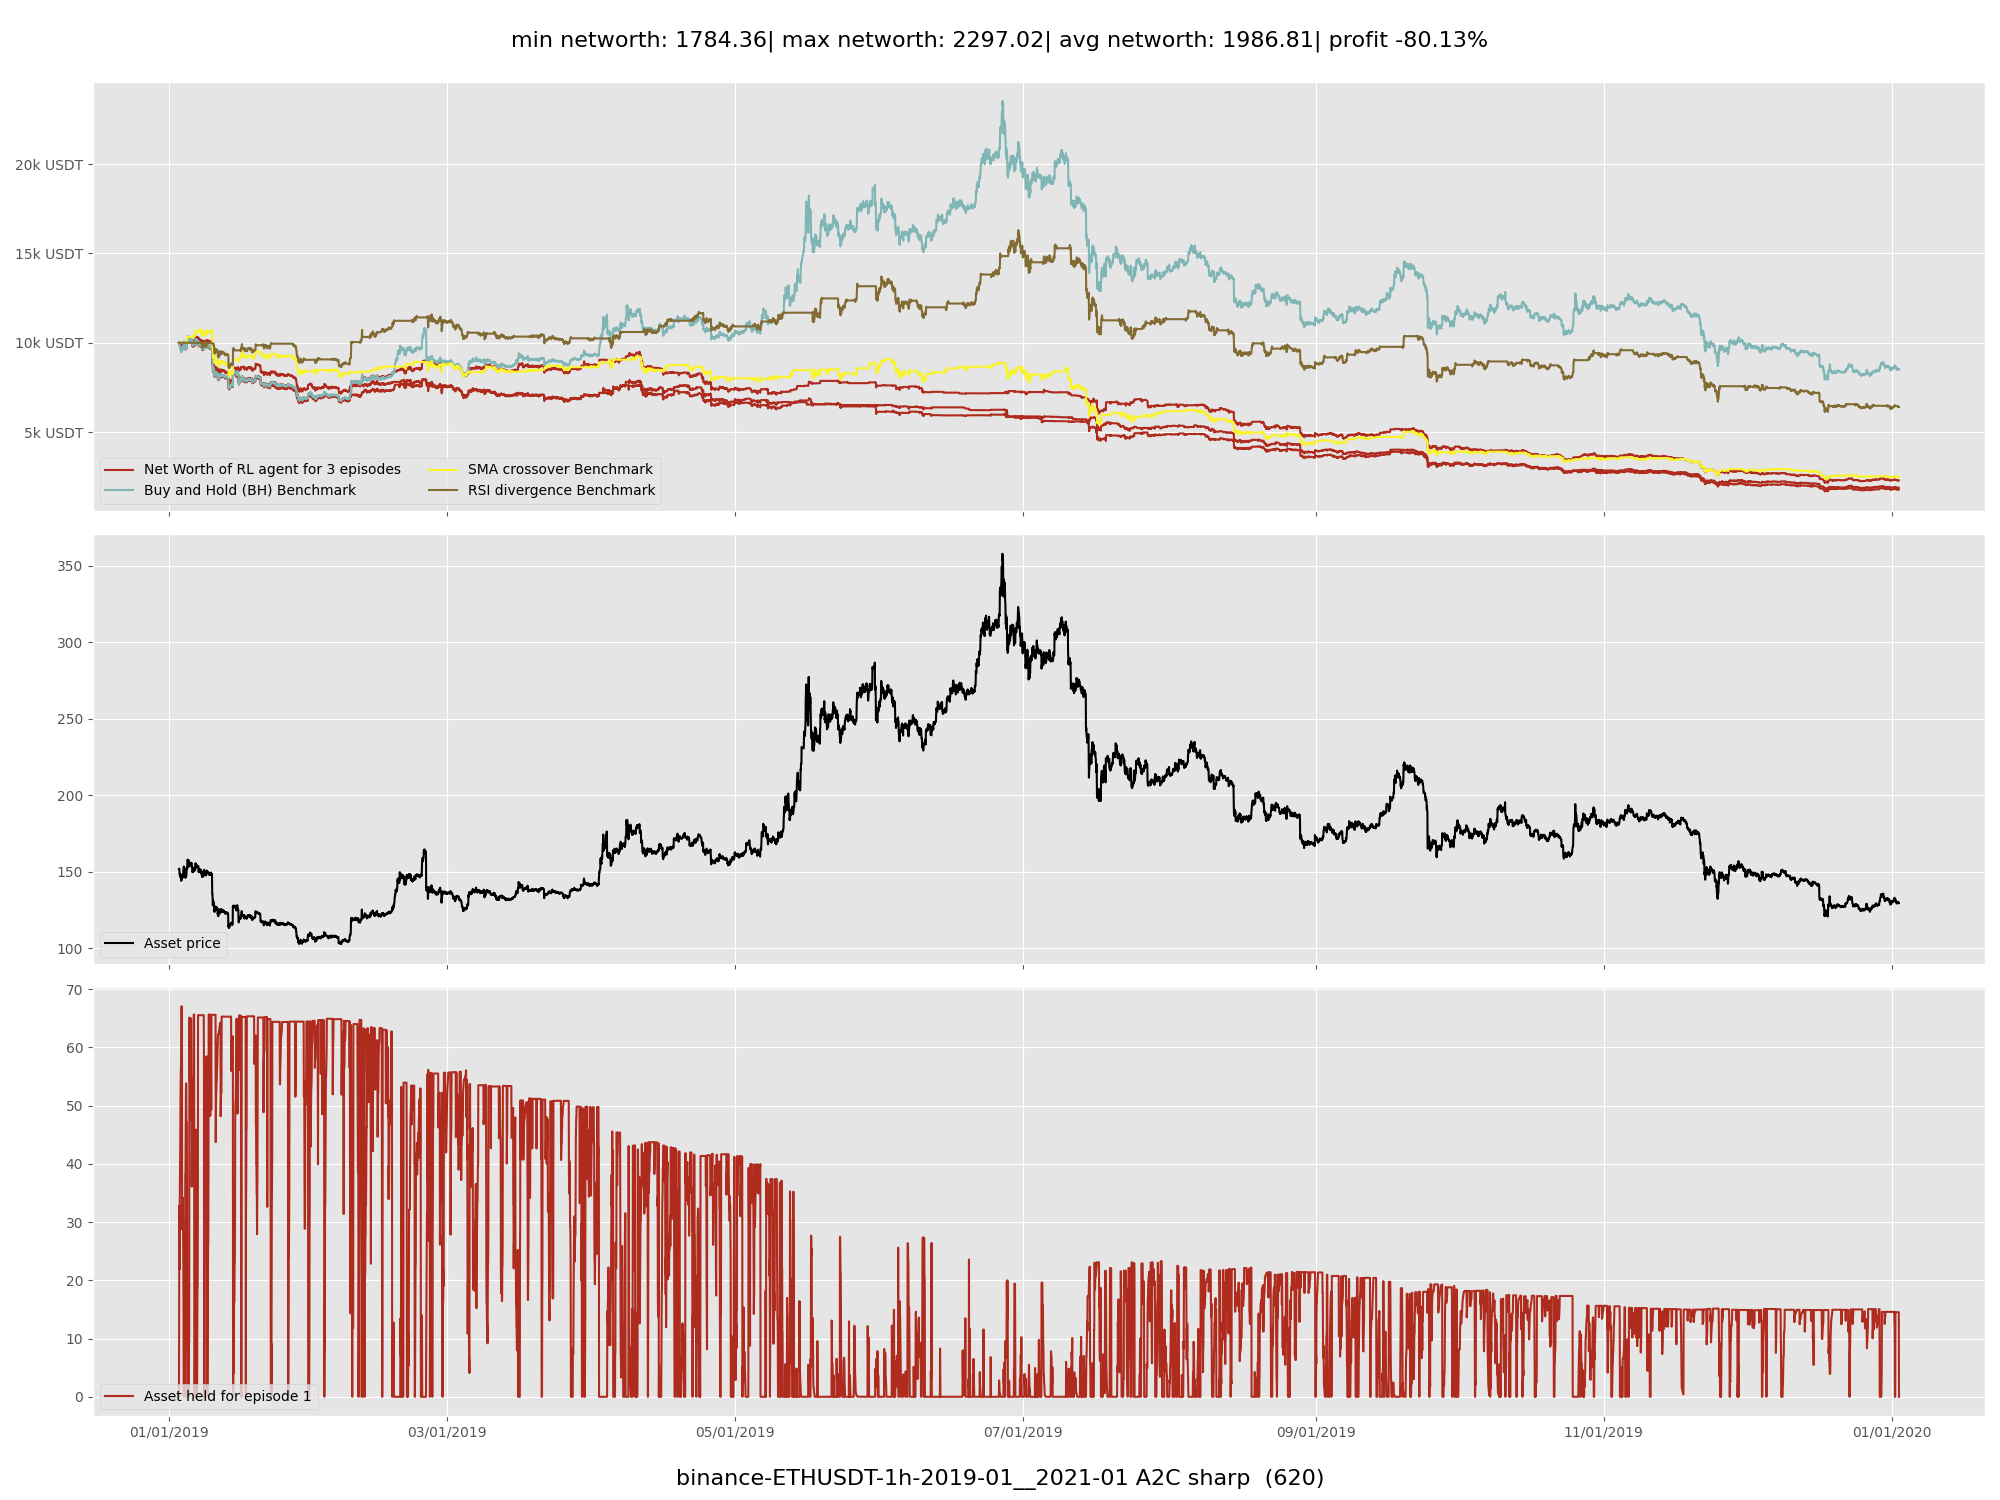 min networth: 1784.36| max networth: 2297.02| avg networth: 1986.81| profit -80.13%
20k USDT
15k USDT
10k USDT
5k USDT
Net Worth of RL agent for 3 episodes
Buy and Hold (BH) Benchmark
SMA crossover Benchmark
RSI divergence Benchmark
350
300
250
200
150
100
Asset price
70
60
50
40
30
20
10
0
Asset held for episode 1
01/01/2019 03/01/2019 05/01/2019 07/01/2019 09/01/2019 11/01/2019 01/01/2020
binance-ETHUSDT-1h-2019-01__2021-01 A2C sharp (620)